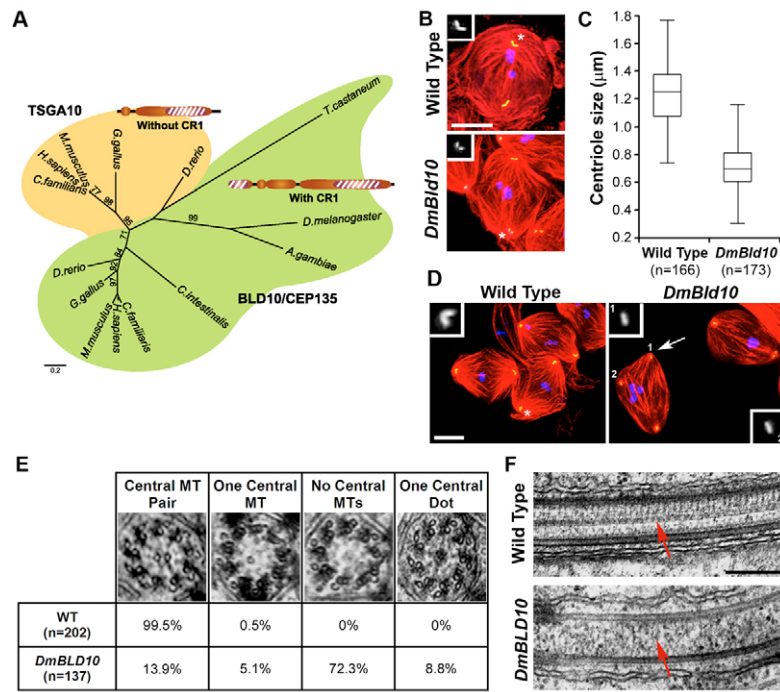 A
TSGA10
Without CR1
T.castaneum
G.gallus
M.musculus
H.sapiens
C.familiaris
D.rerio
77
98
95
With CR1
99
D.melanogaster
A.gambiae
71
84
D.rerio
G.gallus
M.musculus
H.sapiens
C.familiaris
C.intestinalis
BLD10/CEP135
0.2
B
Wild Type
*
DmBld10
*
C
Centriole size (μm)
1.8
1.6
1.4
1.2
1.0
0.8
0.6
0.4
0.2
Wild Type
(n=166)
DmBld10
(n=173)
D
Wild Type
DmBld10
*
1
1
2
2
E
Central MT Pair
One Central MT
No Central MTs
One Central Dot
WT (n=202)
99.5%
0.5%
0%
0%
DmBLD10 (n=137)
13.9%
5.1%
72.3%
8.8%
F
Wild Type
DmBLD10